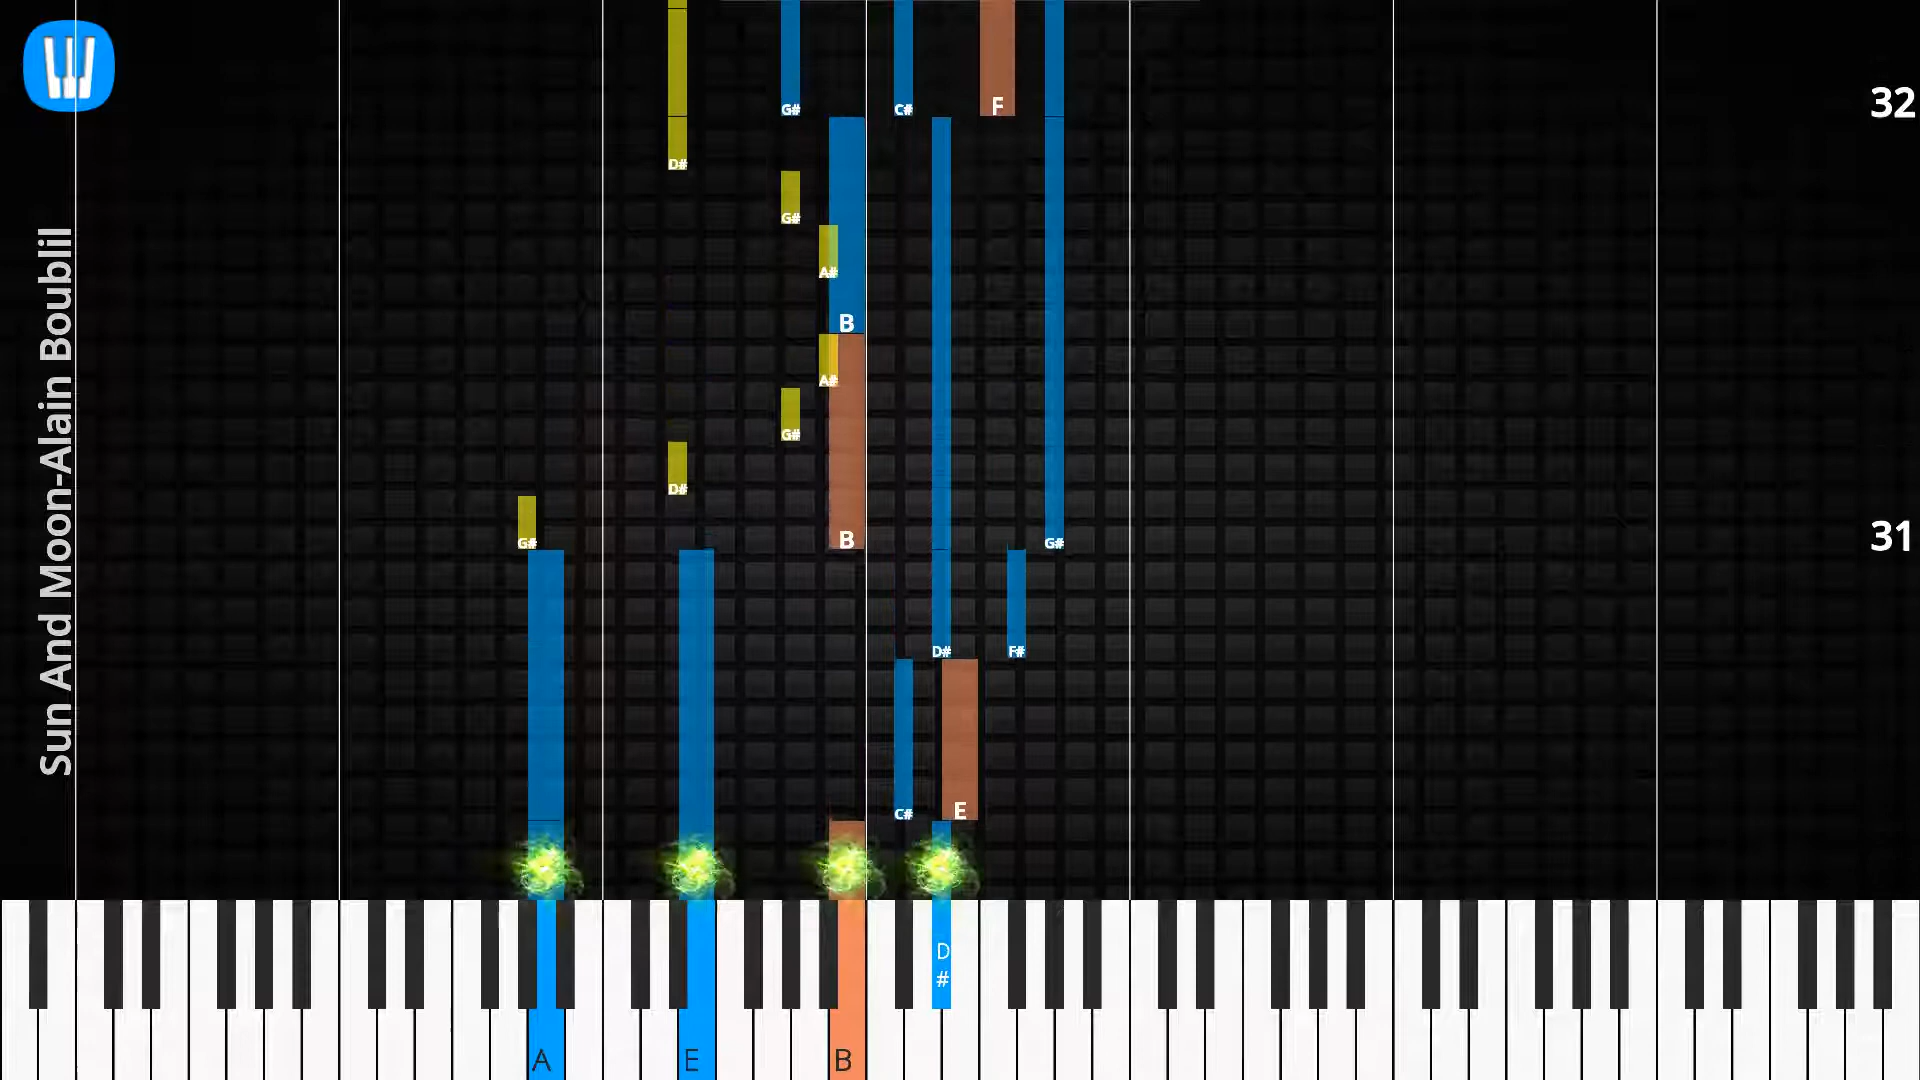 Sun And Moon-Alain Boublil
G#
C#
F
32
D#
G#
A#
B
A#
G#
D#
G#
B
G#
31
D#
F#
C#
E
D
#
A
E
B